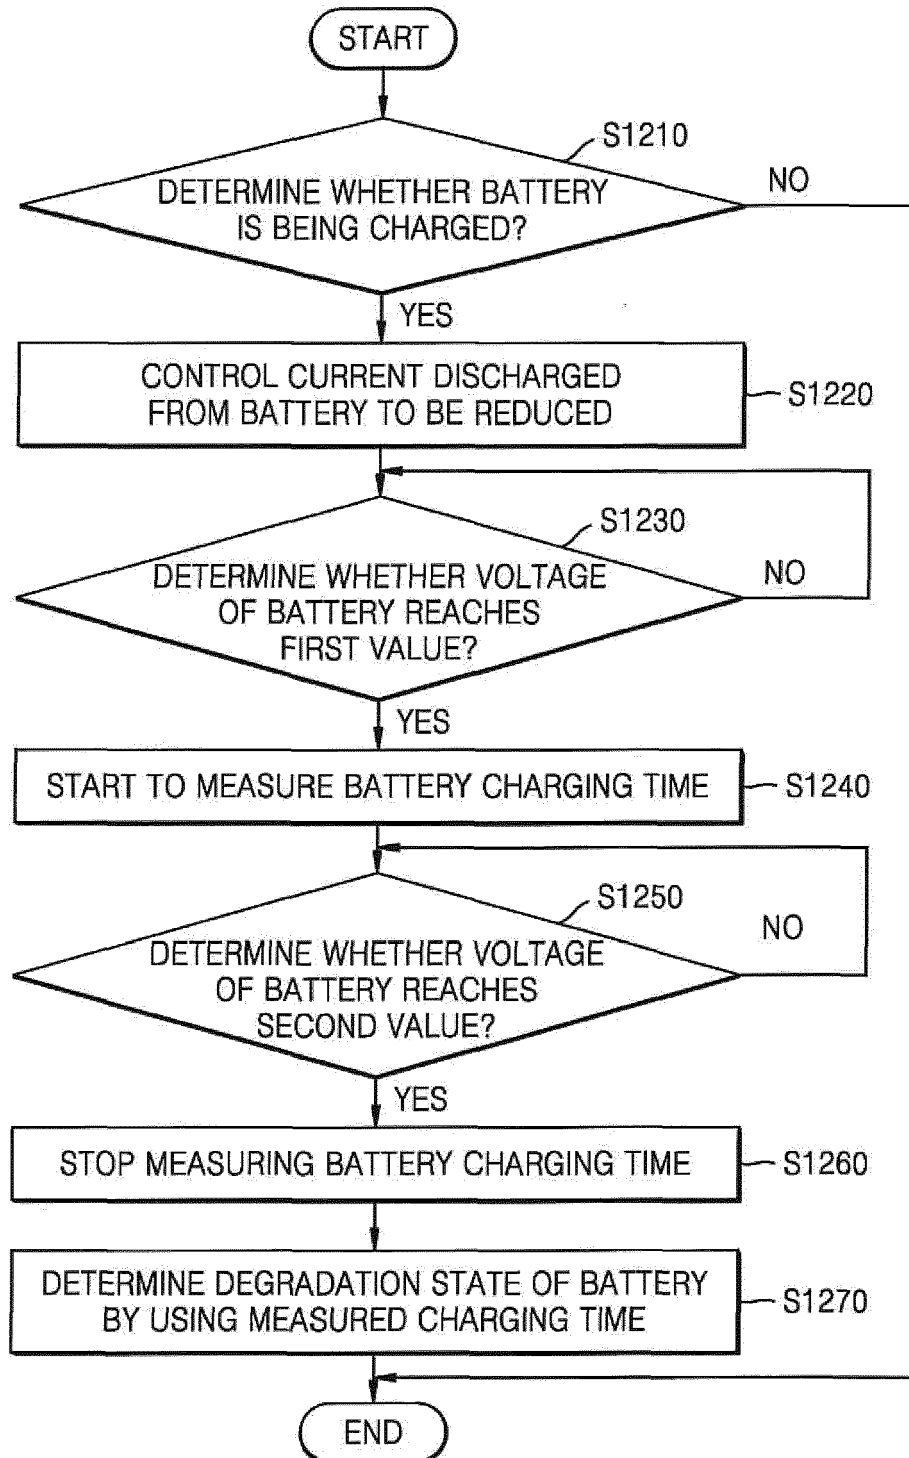 START
S1210
DETERMINE WHETHER BATTERY
IS BEING CHARGED?
NO
YES
CONTROL CURRENT DISCHARGED
FROM BATTERY TO BE REDUCED
S1220
S1230
DETERMINE WHETHER VOLTAGE
OF BATTERY REACHES
FIRST VALUE?
NO
YES
START TO MEASURE BATTERY CHARGING TIME
S1240
S1250
DETERMINE WHETHER VOLTAGE
OF BATTERY REACHES
SECOND VALUE?
NO
YES
STOP MEASURING BATTERY CHARGING TIME
S1260
DETERMINE DEGRADATION STATE OF BATTERY
BY USING MEASURED CHARGING TIME
S1270
END